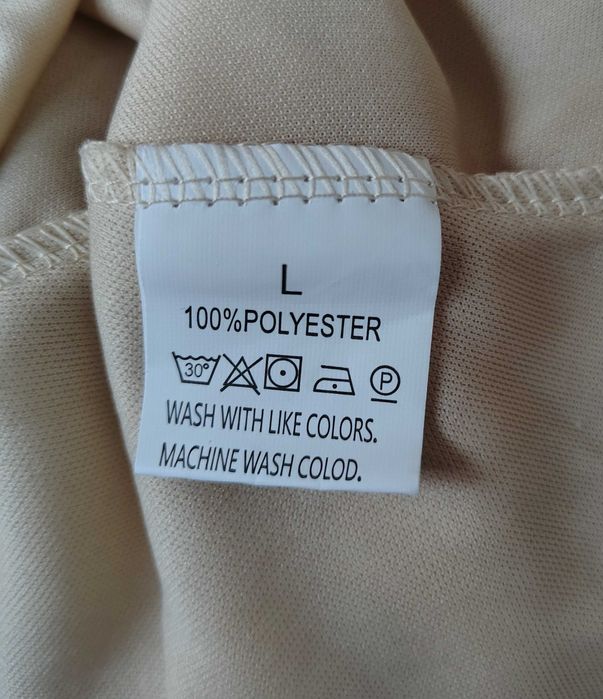 L
100%POLYESTER
30° P
WASH WITH LIKE COLORS.
MACHINE WASH COLOD.